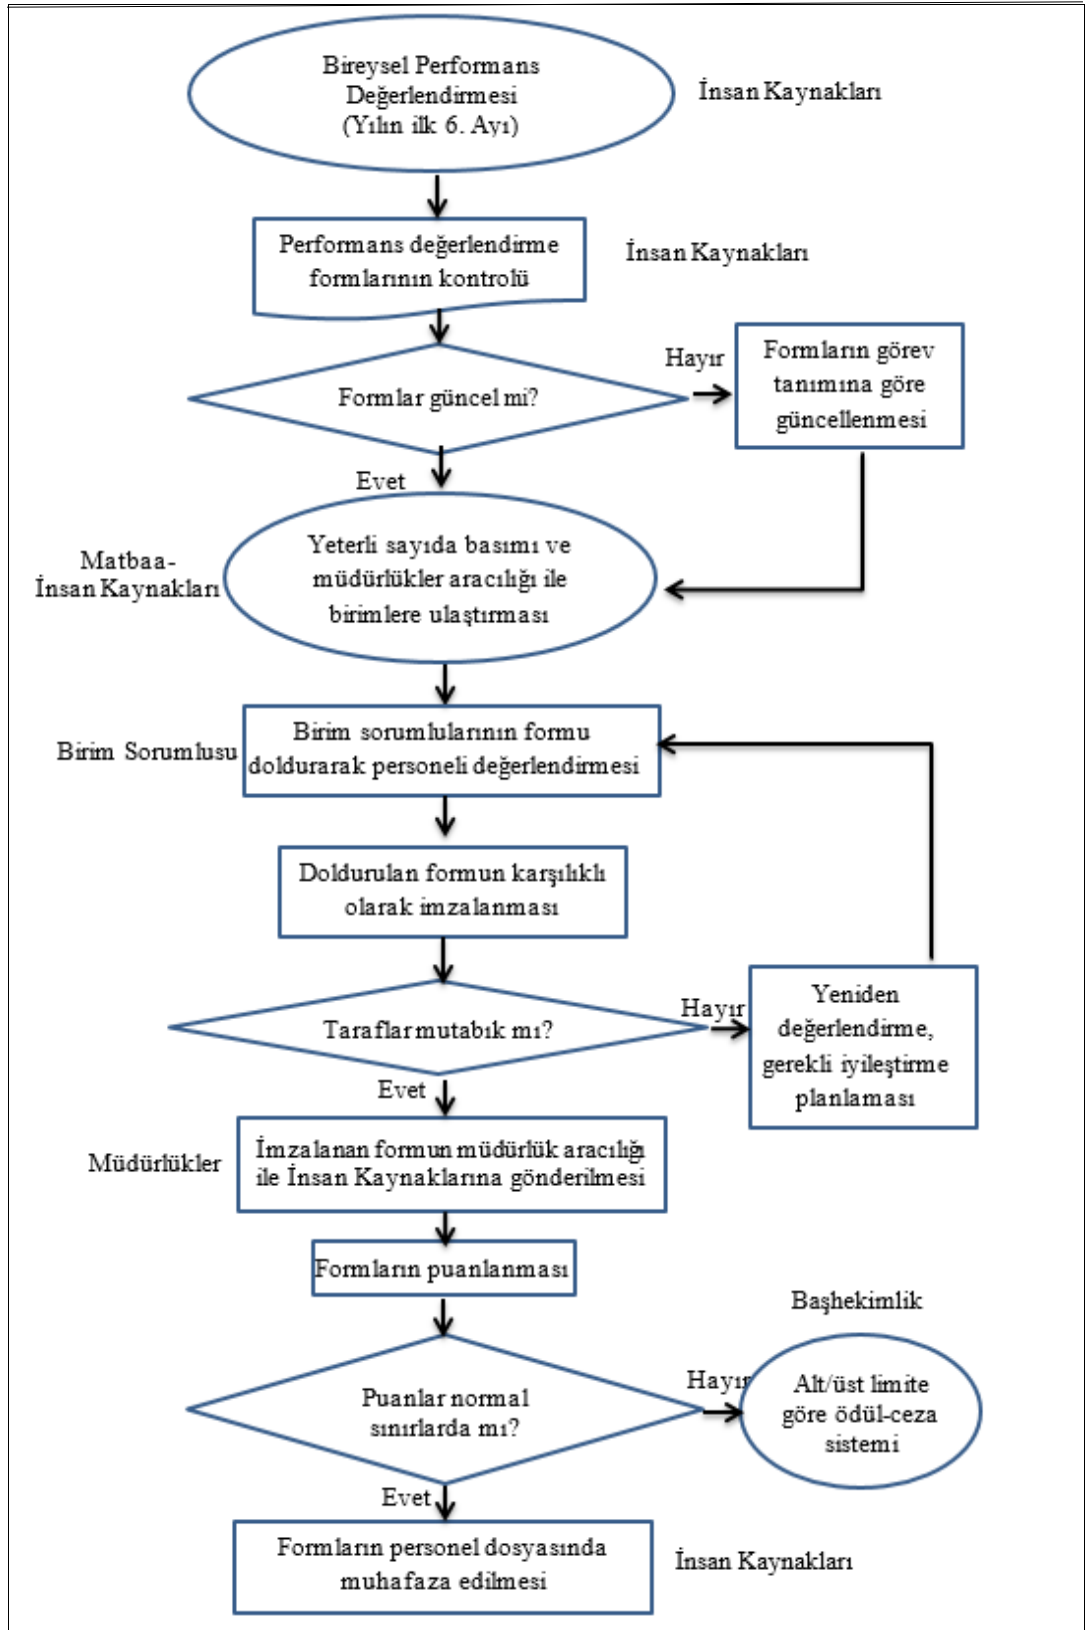 Bireysel Performans
Değerlendirmesi
(Yılın ilk 6. Ayı)
İnsan Kaynakları
Performans değerlendirme
formlarının kontrolü
İnsan Kaynakları
Formlar güncel mi?
Hayır
Formların görev
tanımına göre
güncellenmesi
Evet
Matbaa-
İnsan Kaynakları
Yeterli sayıda basımı ve
müdürlükler aracılığı ile
birimlere ulaştırması
Birim Sorumlusu
Birim sorumlularının formu
doldurarak personeli değerlendirmesi
Doldurulan formun karşılıklı
olarak imzalanması
Taraflar mutabık mı?
Hayır
Yeniden
değerlendirme,
gerekli iyileştirme
planlaması
Evet
Müdürlükler
İmzalanan formun müdürlük aracılığı
ile İnsan Kaynaklarına gönderilmesi
Formların puanlanması
Başhekimlik
Puanlar normal
sınırlarda mı?
Hayır
Alt/üst limite
göre ödül-ceza
sistemi
Evet
Formların personel dosyasında
muhafaza edilmesi
İnsan Kaynakları